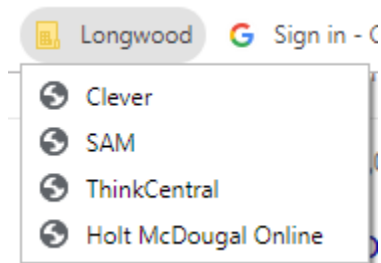 Longwood Sign in -
Clever
SAM
ThinkCentral
Holt McDougal Online